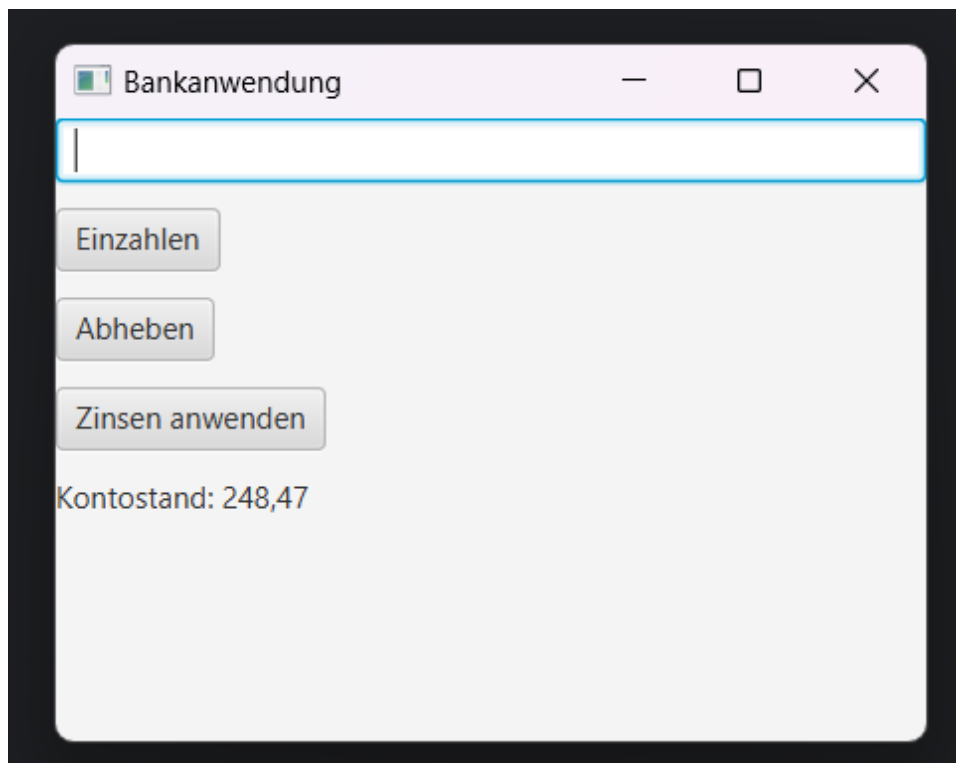 Bankanwendung
Einzahlen
Abheben
Zinsen anwenden
Kontostand: 248,47